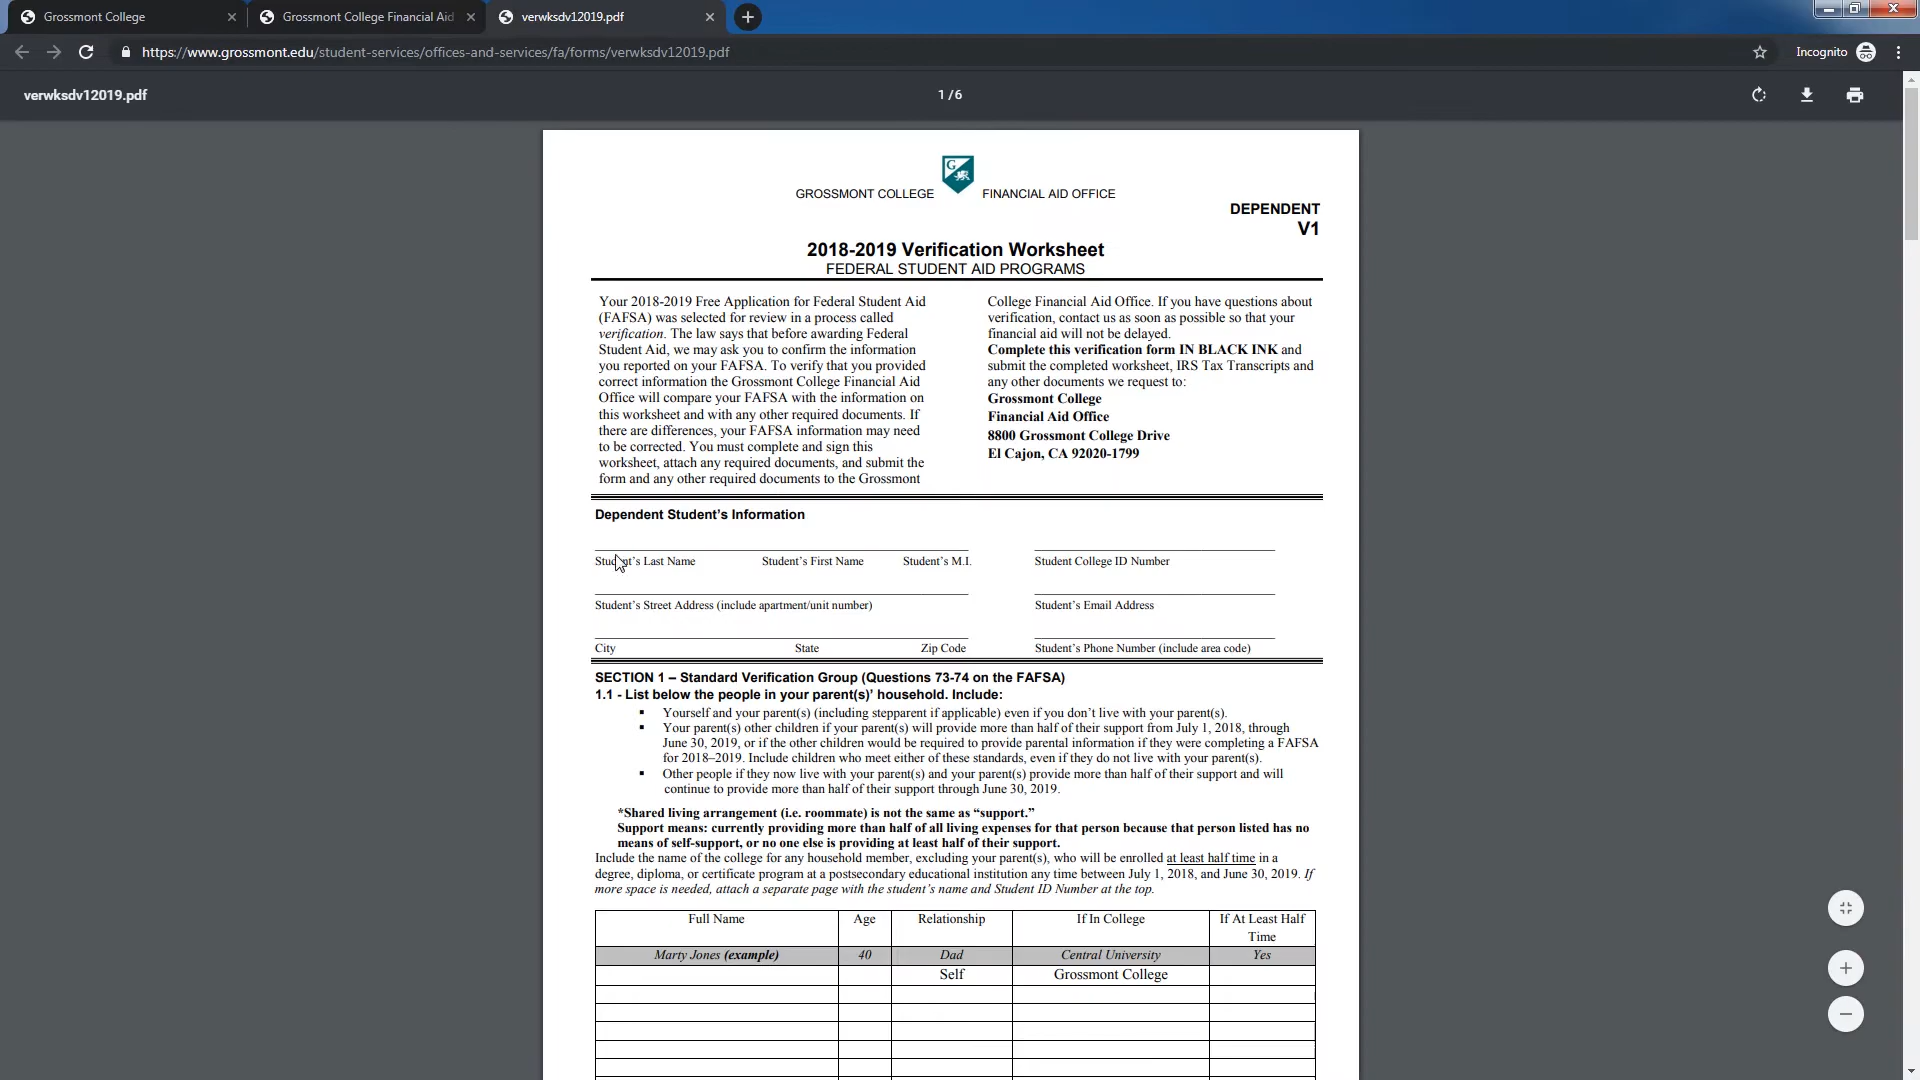 Grossmont College
Grossmont College Financial Aid
verwksdv12019.pdf
https://www.grossmont.edu/student-services/offices-and-services/fa/forms/verwksdv12019.pdf
Incognito
verwksdv12019.pdf
1 / 6
G
GROSSMONT COLLEGE FINANCIAL AID OFFICE
DEPENDENT
V1
2018-2019 Verification Worksheet
FEDERAL STUDENT AID PROGRAMS
Your 2018-2019 Free Application for Federal Student Aid
(FAFSA) was selected for review in a process called
verification. The law says that before awarding Federal
Student Aid, we may ask you to confirm the information
you reported on your FAFSA. To verify that you provided
correct information the Grossmont College Financial Aid
Office will compare your FAFSA with the information on
this worksheet and with any other required documents. If
there are differences, your FAFSA information may need
to be corrected. You must complete and sign this
worksheet, attach any required documents, and submit the
form and any other required documents to the Grossmont
College Financial Aid Office. If you have questions about
verification, contact us as soon as possible so that your
financial aid will not be delayed.
Complete this verification form IN BLACK INK and
submit the completed worksheet, IRS Tax Transcripts and
any other documents we request to:
Grossmont College
Financial Aid Office
8800 Grossmont College Drive
El Cajon, CA 92020-1799
Dependent Student’s Information
Student’s Last Name Student’s First Name Student’s M.I. Student College ID Number
Student’s Street Address (include apartment/unit number) Student’s Email Address
City State Zip Code Student’s Phone Number (include area code)
SECTION 1 – Standard Verification Group (Questions 73-74 on the FAFSA)
1.1 - List below the people in your parent(s)’ household. Include:
▪ Yourself and your parent(s) (including stepparent if applicable) even if you don’t live with your parent(s).
▪ Your parent(s) other children if your parent(s) will provide more than half of their support from July 1, 2018, through
June 30, 2019, or if the other children would be required to provide parental information if they were completing a FAFSA
for 2018–2019. Include children who meet either of these standards, even if they do not live with your parent(s).
▪ Other people if they now live with your parent(s) and your parent(s) provide more than half of their support and will
continue to provide more than half of their support through June 30, 2019.
*Shared living arrangement (i.e. roommate) is not the same as “support.”
Support means: currently providing more than half of all living expenses for that person because that person listed has no
means of self-support, or no one else is providing at least half of their support.
Include the name of the college for any household member, excluding your parent(s), who will be enrolled at least half time in a
degree, diploma, or certificate program at a postsecondary educational institution any time between July 1, 2018, and June 30, 2019. If
more space is needed, attach a separate page with the student’s name and Student ID Number at the top.
Full Name Age Relationship If In College If At Least Half
Time
Marty Jones (example) 40 Dad Central University Yes
Self Grossmont College